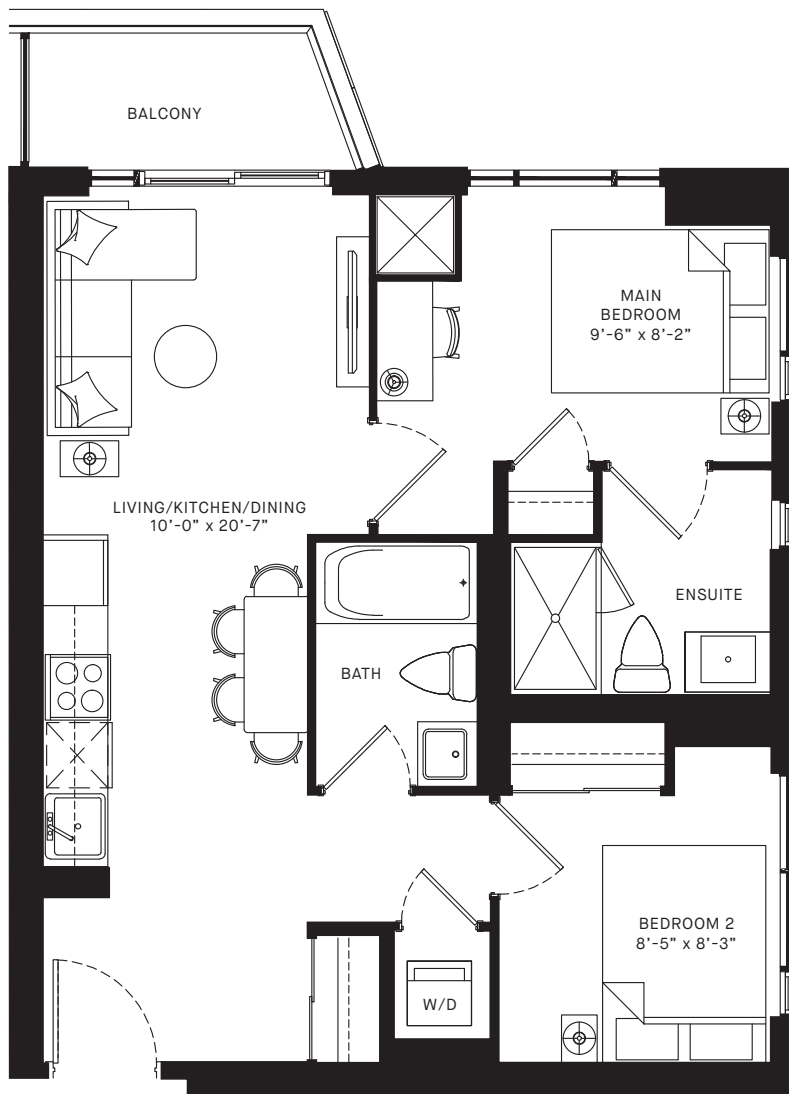 BALCONY
MAIN
BEDROOM
9'-6" x 8'-2"
LIVING/KITCHEN/DINING
10'-0" x 20'-7"
ENSUITE
BATH
BEDROOM 2
8'-5" x 8'-3"
W/D